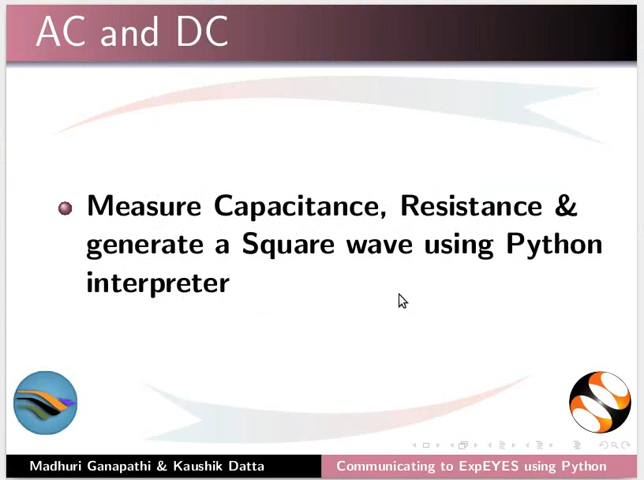 AC and DC
Measure Capacitance, Resistance &
generate a Square wave using Python
interpreter
Madhuri Ganapathi & Kaushik Datta
Communicating to ExpEYES using Python